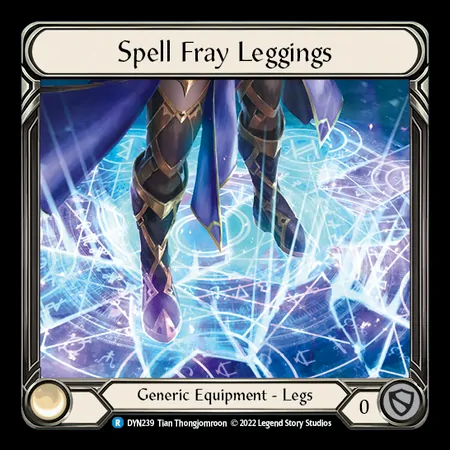 Spell Fray Leggings
Generic Equipment - Legs
0
R DYN239 Tian Thongjomroon © 2022 Legend Story Studios